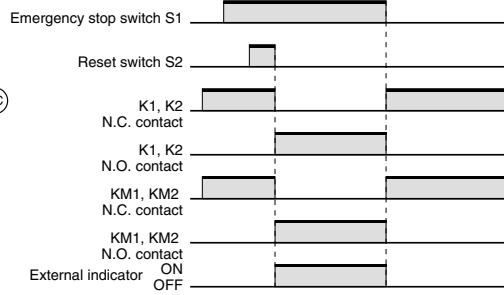 Emergency stop switch S1
Reset switch S2
K1, K2
N.C. contact
K1, K2
N.O. contact
KM1, KM2
N.C. contact
KM1, KM2
N.O. contact
External indicator ON
OFF